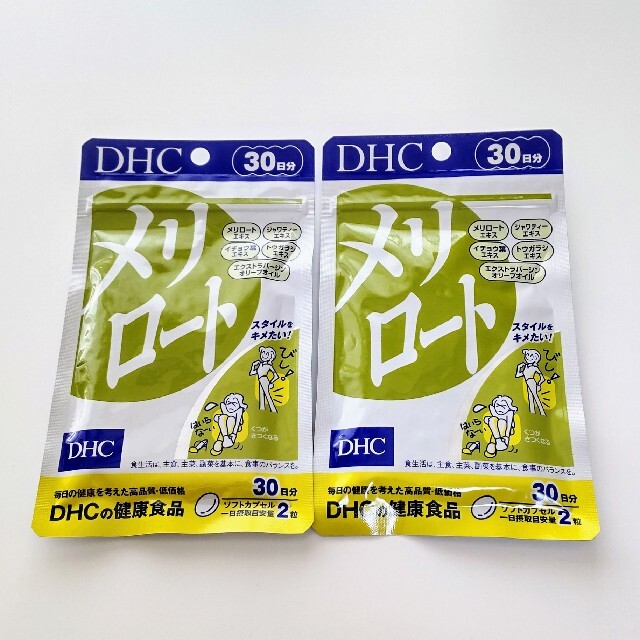 DHC
30日分
メリロート
エキス
ジャワティー
エキス
イチョウ葉
エキス
トウガラシ
エキス
エクストラバージン
オリーブオイル
メリ
ロート
スタイルを
キメたい!
びしっ!
はいらな〜い
くつが
きつくなる
DHC
食生活は、主食、主菜、副菜を基本に、食事のバランスを。
毎日の健康を考えた高品質・低価格
DHCの健康食品
30日分
ソフトカプセル
一日摂取目安量2粒
DHC
30日分
メリロート
エキス
ジャワティー
エキス
イチョウ葉
エキス
トウガラシ
エキス
エクストラバージン
オリーブオイル
メリ
ロート
スタイルを
キメたい!
びしっ!
はいらな〜い
くつが
きつくなる
DHC
食生活は、主食、主菜、副菜を基本に、食事のバランスを。
毎日の健康を考えた高品質・低価格
DHCの健康食品
30日分
ソフトカプセル
一日摂取目安量2粒